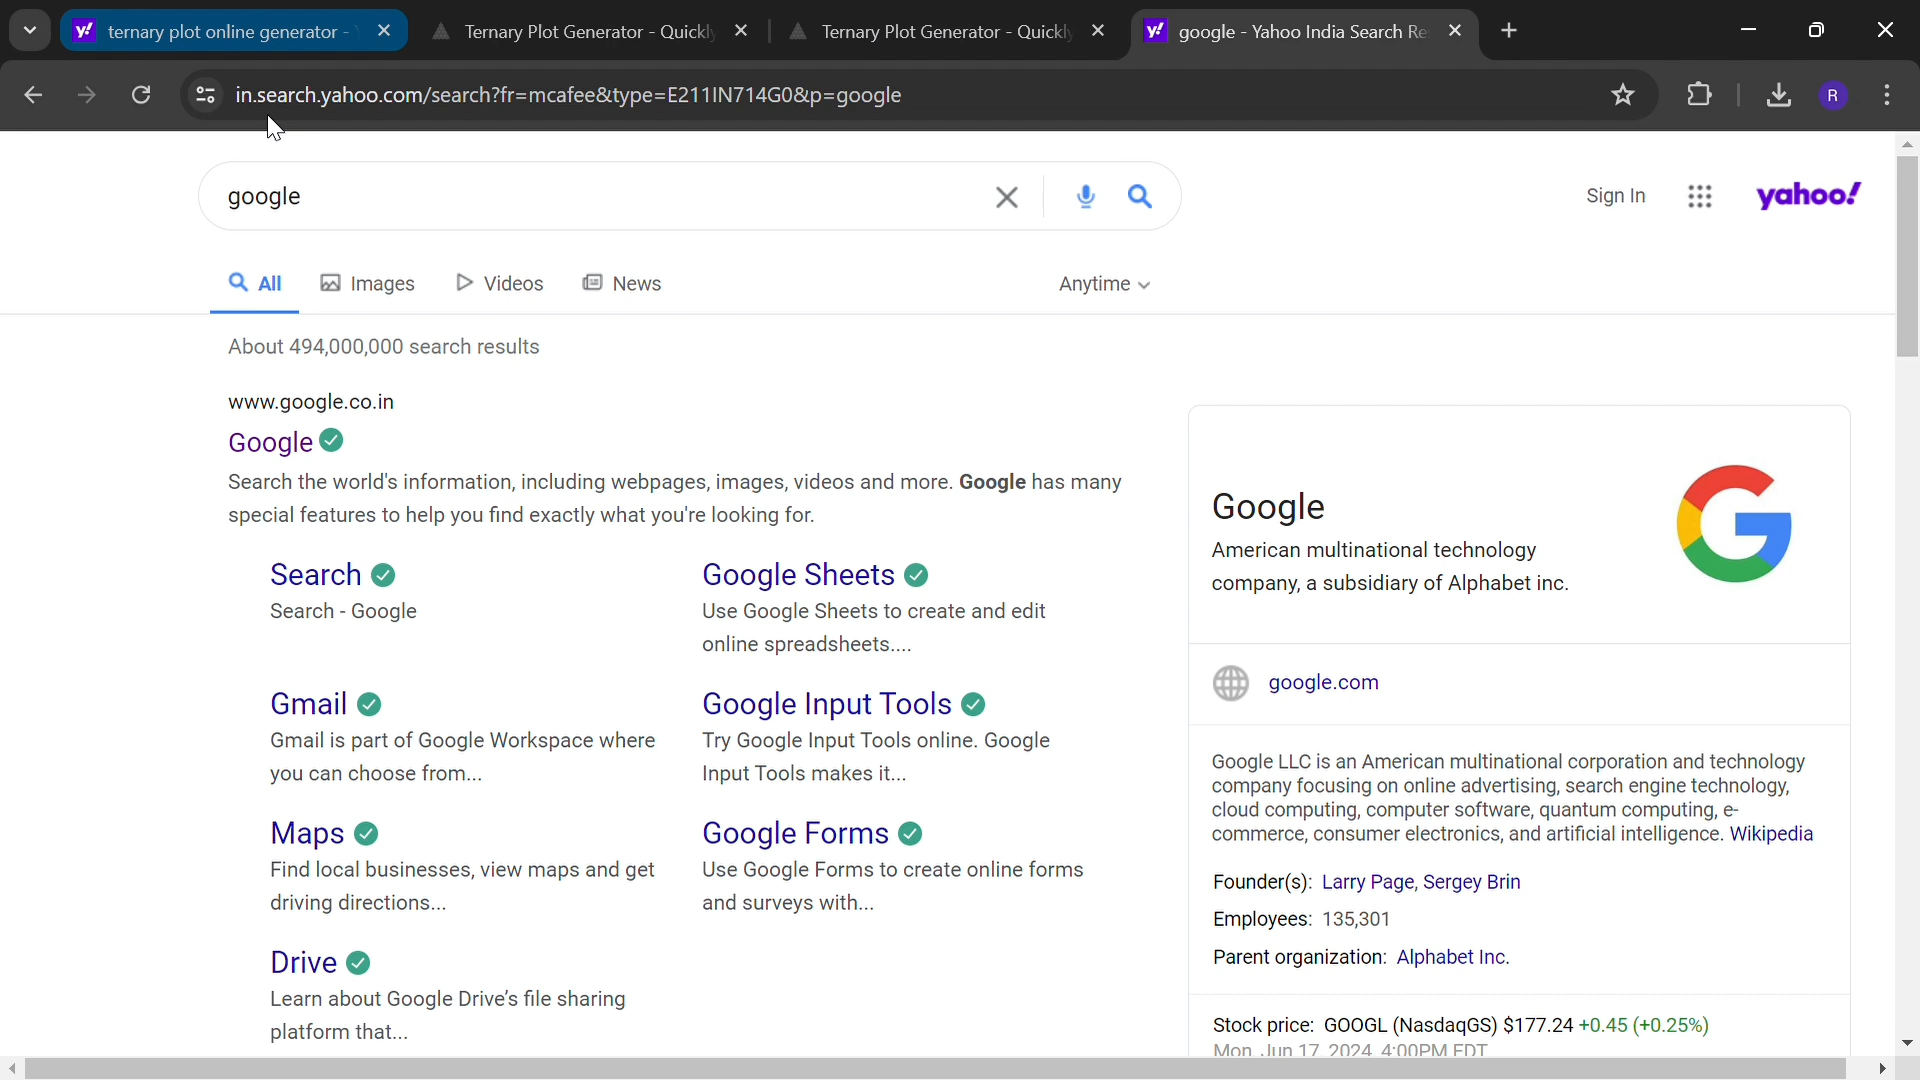 ternary plot online generator -
Ternary Plot Generator - Quickly
Ternary Plot Generator - Quickly
google - Yahoo India Search Re
in.search.yahoo.com/search?fr=mcafee&type=E211IN714G0&p=google
R
google
Sign In
yahoo!
All
Images
Videos
News
Anytime
About 494,000,000 search results
www.google.co.in
Google
Search the world's information, including webpages, images, videos and more. Google has many
special features to help you find exactly what you're looking for.
Search
Search - Google
Google Sheets
Use Google Sheets to create and edit
online spreadsheets....
Gmail
Gmail is part of Google Workspace where
you can choose from...
Google Input Tools
Try Google Input Tools online. Google
Input Tools makes it...
Maps
Find local businesses, view maps and get
driving directions...
Google Forms
Use Google Forms to create online forms
and surveys with...
Drive
Learn about Google Drive's file sharing
platform that...
Google
American multinational technology
company, a subsidiary of Alphabet inc.
google.com
Google LLC is an American multinational corporation and technology
company focusing on online advertising, search engine technology,
cloud computing, computer software, quantum computing, e-
commerce, consumer electronics, and artificial intelligence. Wikipedia
Founder(s): Larry Page, Sergey Brin
Employees: 135,301
Parent organization: Alphabet Inc.
Stock price: GOOGL (NasdaqGS) $177.24 +0.45 (+0.25%)
Mon, Jun 17, 2024, 4:00PM EDT